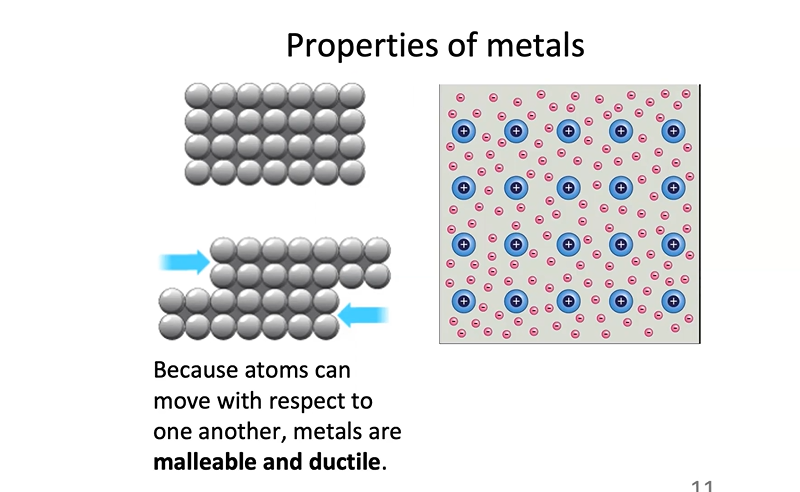 Properties of metals
Because atoms can
move with respect to
one another, metals are
malleable and ductile.
11